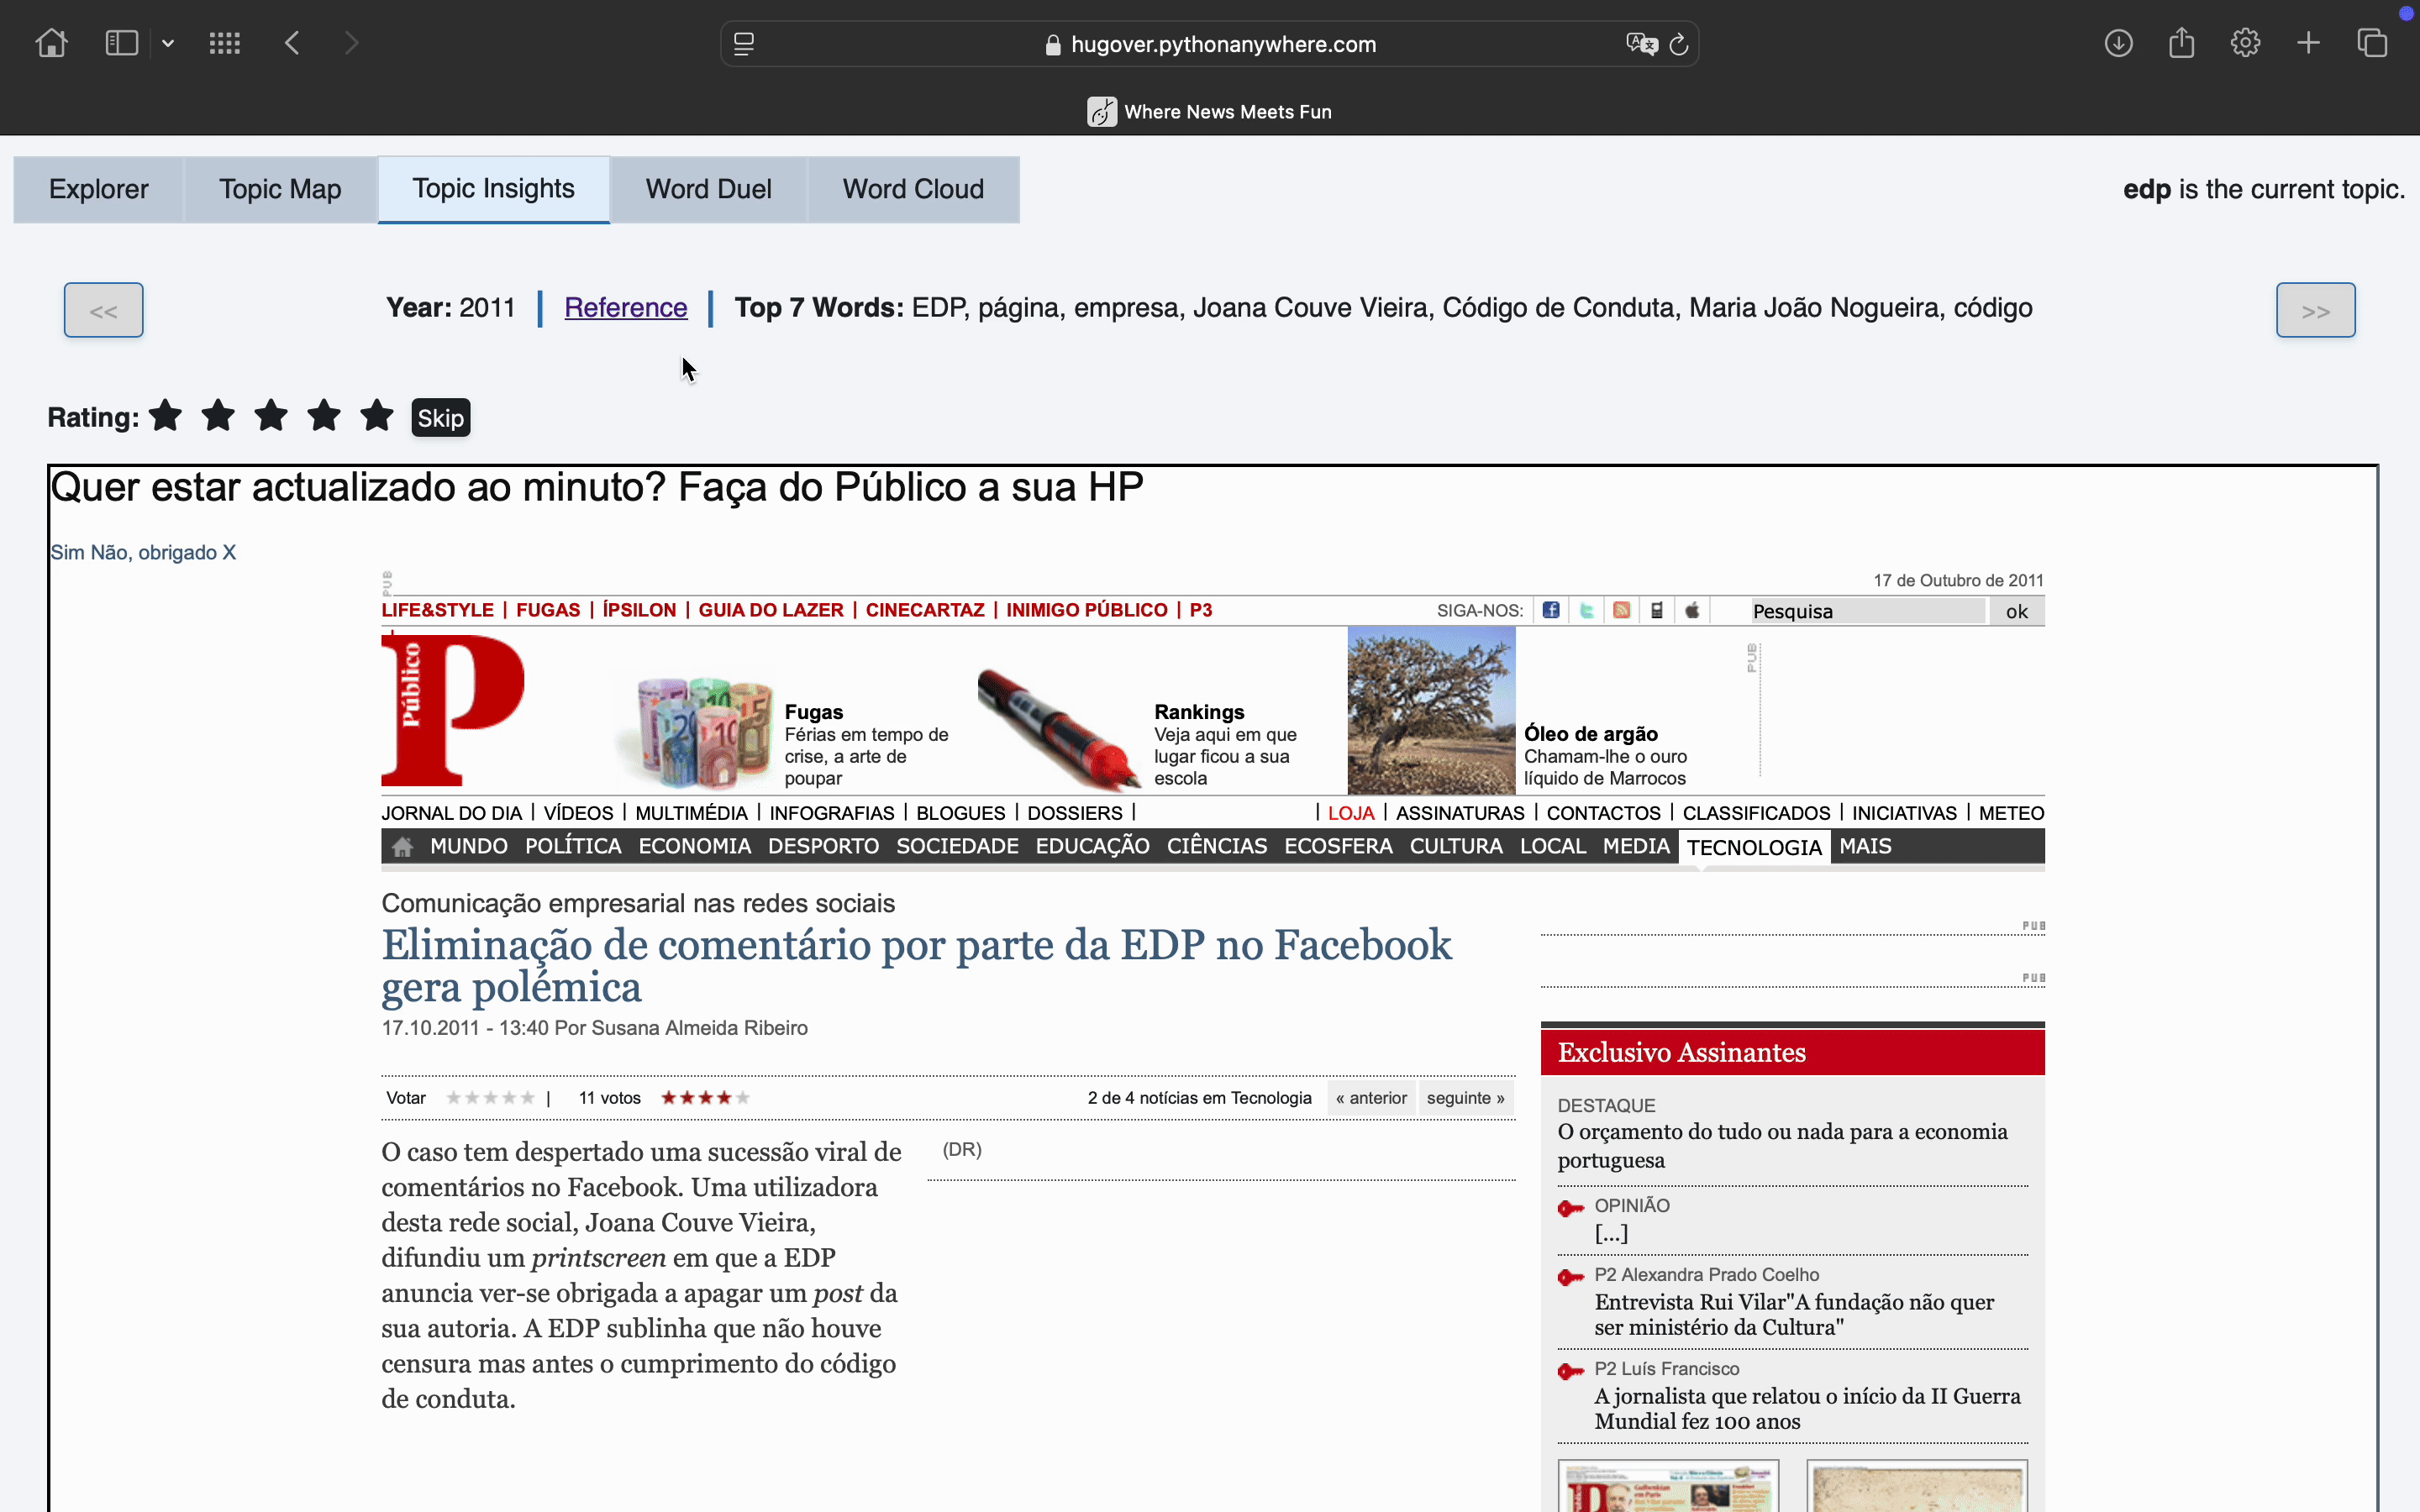 hugover.pythonanywhere.com
Where News Meets Fun
Explorer
Topic Map
Topic Insights
Word Duel
Word Cloud
edp is the current topic.
<<
Year: 2011 | Reference | Top 7 Words: EDP, página, empresa, Joana Couve Vieira, Código de Conduta, Maria João Nogueira, código
>>
Rating:
Skip
Quer estar actualizado ao minuto? Faça do Público a sua HP
Sim Não, obrigado X
PUB
17 de Outubro de 2011
LIFE&STYLE | FUGAS | ÍPSILON | GUIA DO LAZER | CINECARTAZ | INIMIGO PÚBLICO | P3
SIGA-NOS:
Pesquisa
ok
Público
P
Fugas
Férias em tempo de
crise, a arte de
poupar
Rankings
Veja aqui em que
lugar ficou a sua
escola
Óleo de argão
Chamam-lhe o ouro
líquido de Marrocos
PUB
JORNAL DO DIA | VÍDEOS | MULTIMÉDIA | INFOGRAFIAS | BLOGUES | DOSSIERS |
| LOJA | ASSINATURAS | CONTACTOS | CLASSIFICADOS | INICIATIVAS | METEO
MUNDO POLÍTICA ECONOMIA DESPORTO SOCIEDADE EDUCAÇÃO CIÊNCIAS ECOSFERA CULTURA LOCAL MEDIA TECNOLOGIA MAIS
Comunicação empresarial nas redes sociais
Eliminação de comentário por parte da EDP no Facebook
gera polémica
17.10.2011 - 13:40 Por Susana Almeida Ribeiro
Votar
| 11 votos
2 de 4 notícias em Tecnologia
« anterior
seguinte »
O caso tem despertado uma sucessão viral de
comentários no Facebook. Uma utilizadora
desta rede social, Joana Couve Vieira,
difundiu um printscreen em que a EDP
anuncia ver-se obrigada a apagar um post da
sua autoria. A EDP sublinha que não houve
censura mas antes o cumprimento do código
de conduta.
(DR)
PUB
PUB
Exclusivo Assinantes
DESTAQUE
O orçamento do tudo ou nada para a economia
portuguesa
OPINIÃO
[...]
P2 Alexandra Prado Coelho
Entrevista Rui Vilar"A fundação não quer
ser ministério da Cultura"
P2 Luís Francisco
A jornalista que relatou o início da II Guerra
Mundial fez 100 anos